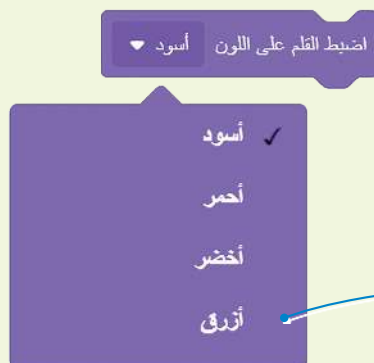 اضبط القلم على اللون أسود
أسود
أحمر
أخضر
أزرق